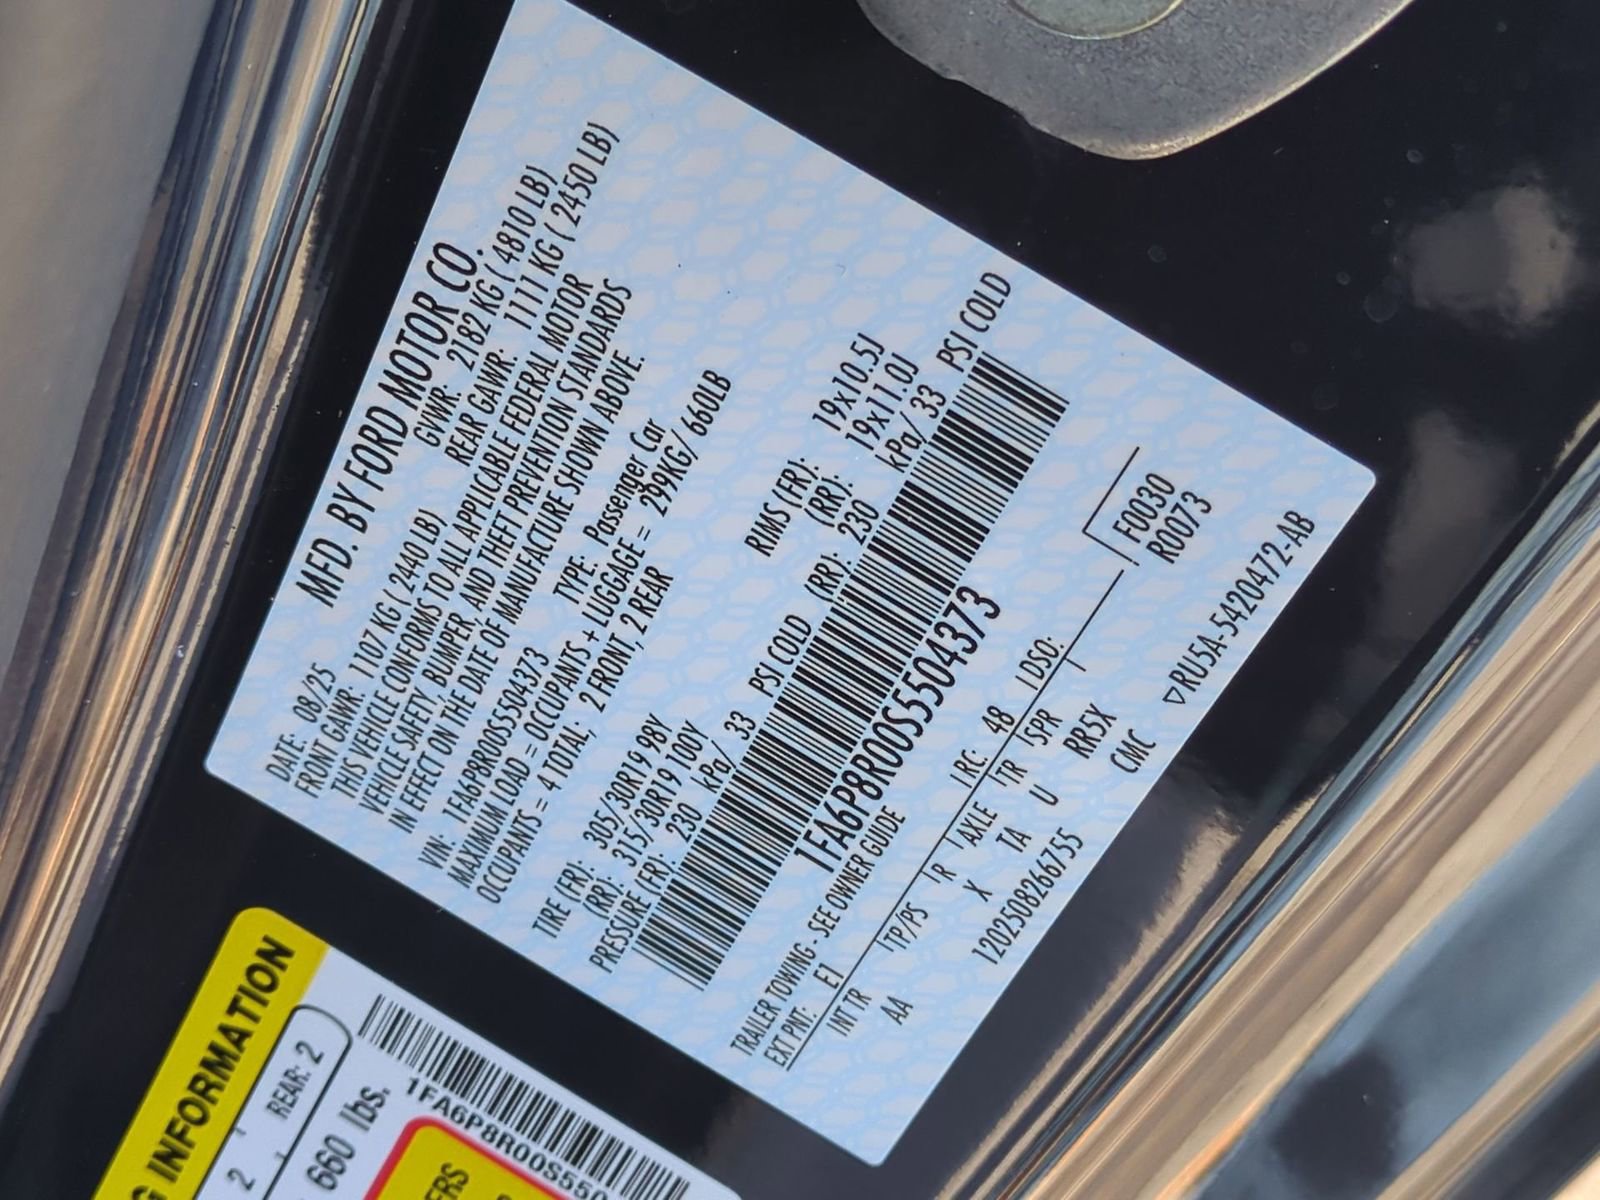 MFD. BY FORD MOTOR CO.
DATE: 08/25 GVWR: 2182 KG ( 4810 LB)
FRONT GAWR: 1107 KG ( 2440 LB) REAR GAWR: 1111 KG ( 2450 LB)
THIS VEHICLE CONFORMS TO ALL APPLICABLE FEDERAL MOTOR
VEHICLE SAFETY BUMPER, AND THEFT PREVENTION STANDARDS
IN EFFECT ON THE DATE OF MANUFACTURE SHOWN ABOVE.
VIN: 1FA6P8R00S5504373 TYPE: Passenger Car
MAXIMUM LOAD = OCCUPANTS + LUGGAGE = 299KG/ 660LB
OCCUPANTS = 4 TOTAL; 2 FRONT, 2 REAR
TIRE (FR): 305/30R19 98Y RIMS (FR): 19x10.5J
(RR): 315/30R19 100Y (RR): 19x11.0J
PRESSURE (FR): 230 kPa/ 33 PSI COLD (RR): 230 kPa/ 33 PSI COLD
1FA6P8R00S5504373
TRAILER TOWING - SEE OWNER GUIDE
EXT PNT: E1 RC: 48 DSO: F0030
INT TR TP/PS R AXLE TR SPR R0073
AA X TA U RR5X
12025082667​55 CMC ▽RU5A-5420472-AB
G INFORMATION
2 REAR: 2
660 lbs.
1FA6P8R00S550
ERS